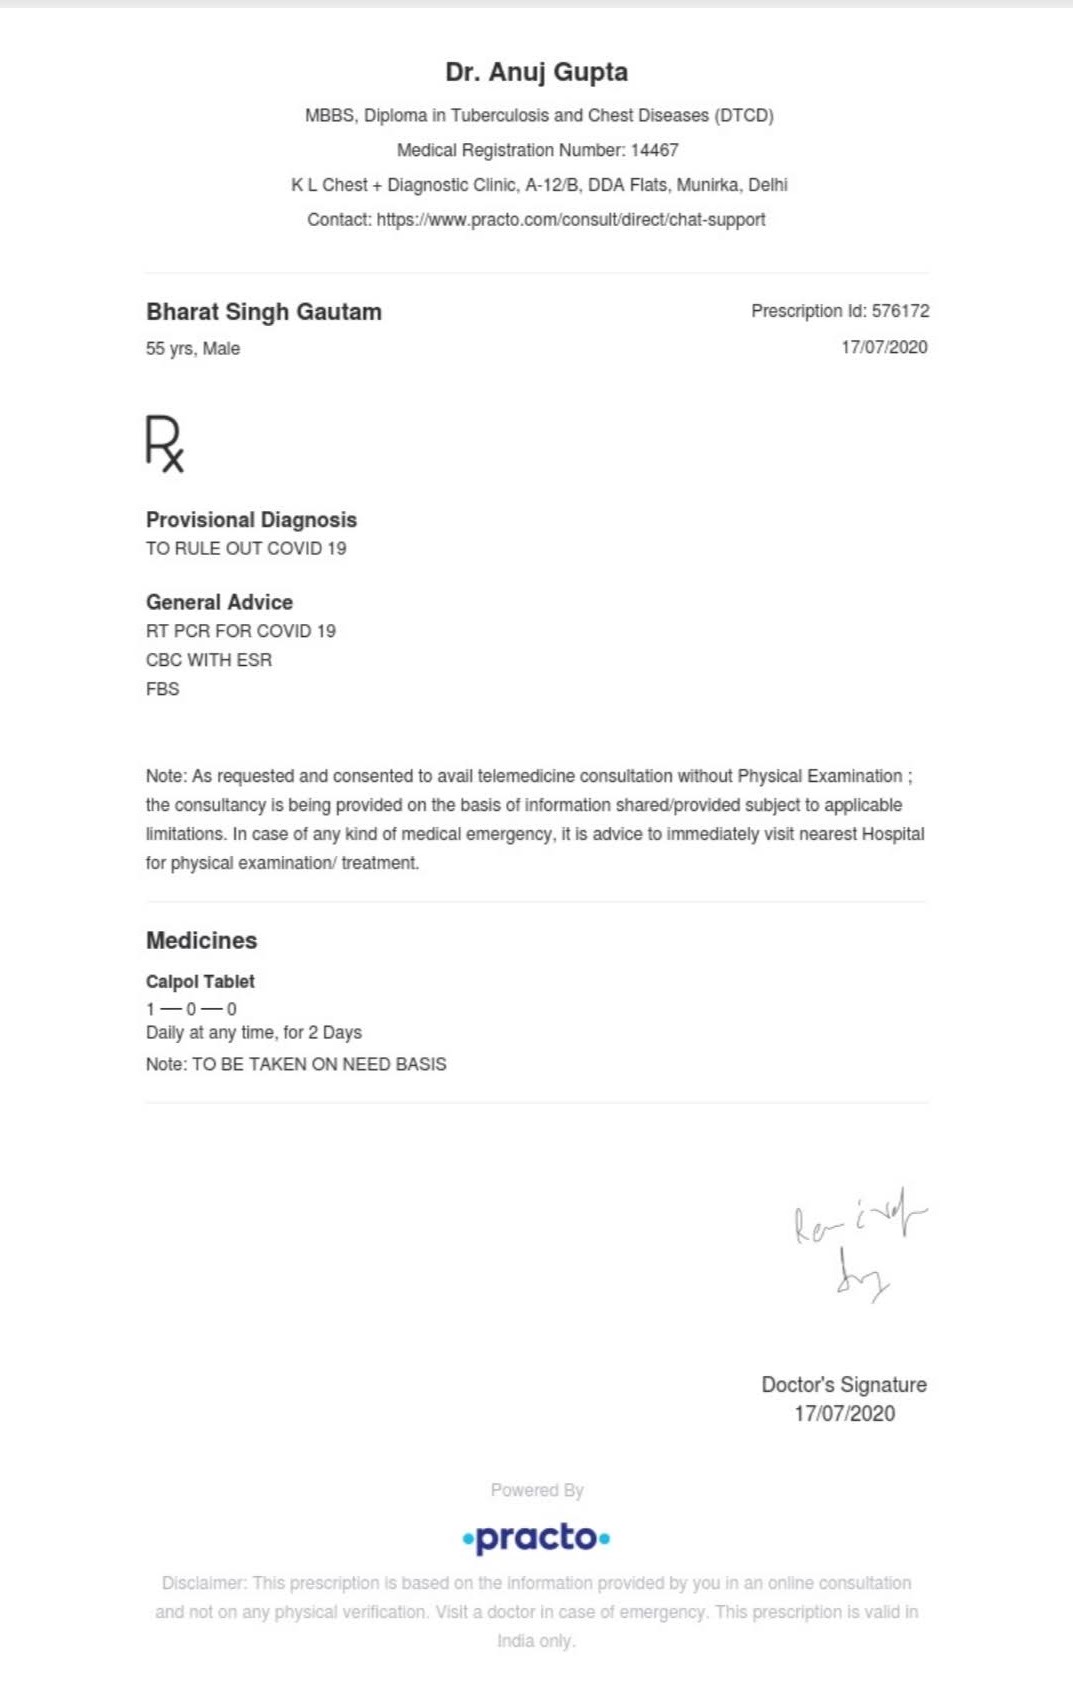 Dr. Anuj Gupta
MBBS, Diploma in Tuberculosis and Chest Diseases (DTCD)
Medical Registration Number: 14467
K L Chest + Diagnostic Clinic, A-12/B, DDA Flats, Munirka, Delhi
Contact: https://www.practo.com/consult/direct/chat-support
Bharat Singh Gautam
Prescription Id: 576172
55 yrs, Male
17/07/2020
Rx
Provisional Diagnosis
TO RULE OUT COVID 19
General Advice
RT PCR FOR COVID 19
CBC WITH ESR
FBS
Note: As requested and consented to avail telemedicine consultation without Physical Examination ;
the consultancy is being provided on the basis of information shared/provided subject to applicable
limitations. In case of any kind of medical emergency, it is advice to immediately visit nearest Hospital
for physical examination/ treatment.
Medicines
Calpol Tablet
1 — 0 — 0
Daily at any time, for 2 Days
Note: TO BE TAKEN ON NEED BASIS
Doctor's Signature
17/07/2020
Powered By
practo
Disclaimer: This prescription is based on the information provided by you in an online consultation
and not on any physical verification. Visit a doctor in case of emergency. This prescription is valid in
India only.